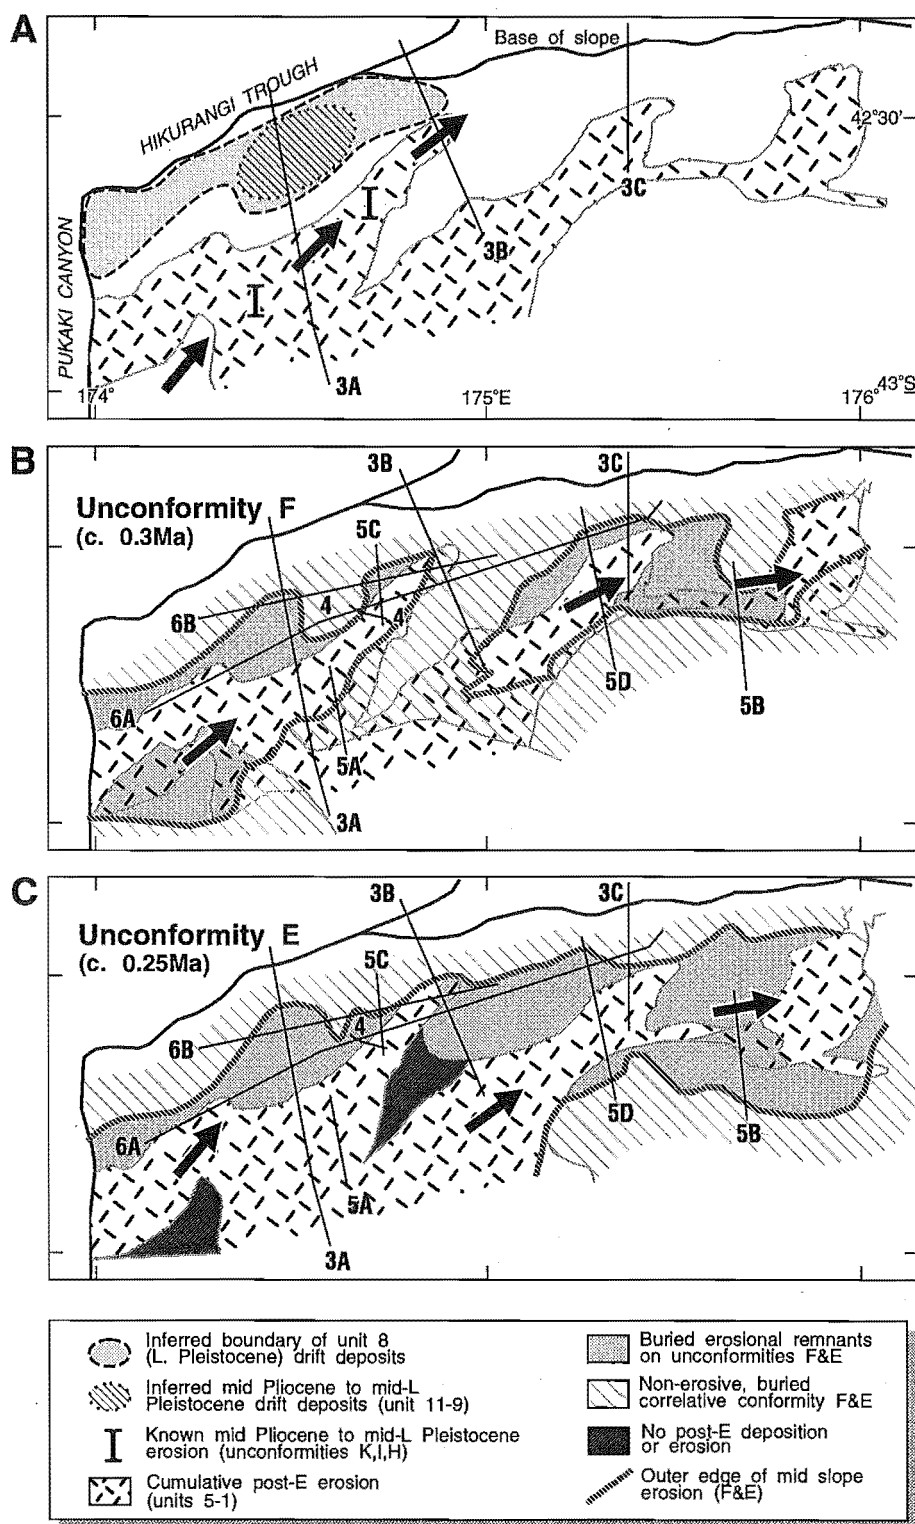 A
Base of slope
HIKURANGI TROUGH
42°30'
3C
I
3B
PUKAKI CANYON
I
3A
174°
175°E
176°
43°S
B
3B
3C
Unconformity F
(c. 0.3Ma)
5C
4
4
6B
5D
6A
5B
5A
3A
C
3B
3C
Unconformity E
(c. 0.25Ma)
5C
4
6B
5D
6A
5B
5A
3A
Inferred boundary of unit 8
(L. Pleistocene) drift deposits
Inferred mid Pliocene to mid-L
Pleistocene drift deposits (unit 11-9)
I
Known mid Pliocene to mid-L Pleistocene
erosion (unconformities K,I,H)
Cumulative post-E erosion
(units 5-1)
Buried erosional remnants
on unconformities F&E
Non-erosive, buried
correlative conformity F&E
No post-E deposition
or erosion
Outer edge of mid slope
erosion (F&E)